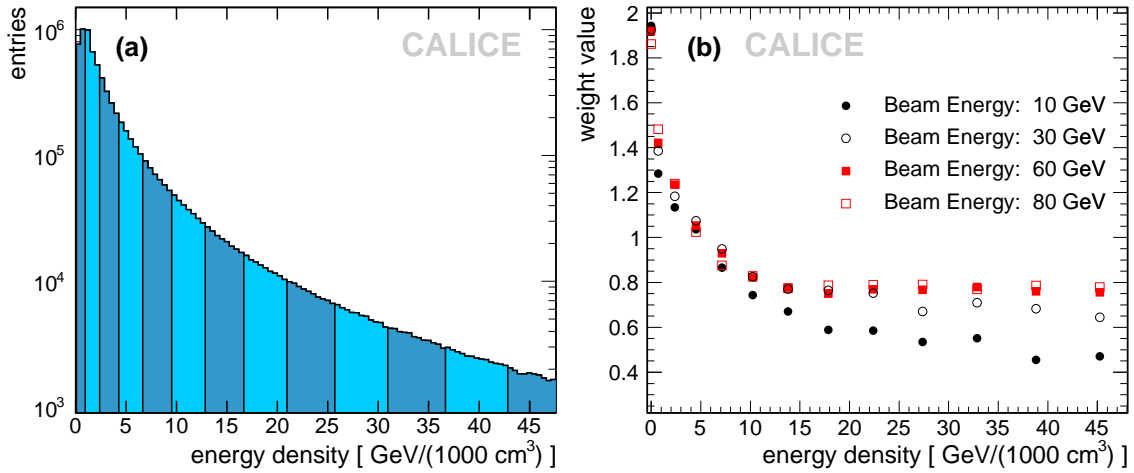 (a)
CALICE
entries
10^6
10^5
10^4
10^3
0 5 10 15 20 25 30 35 40 45
energy density [ GeV/(1000 cm^3) ]
(b)
CALICE
weight value
2
1.8
1.6
1.4
1.2
1
0.8
0.6
0.4
Beam Energy: 10 GeV
Beam Energy: 30 GeV
Beam Energy: 60 GeV
Beam Energy: 80 GeV
0 5 10 15 20 25 30 35 40 45
energy density [ GeV/(1000 cm^3) ]